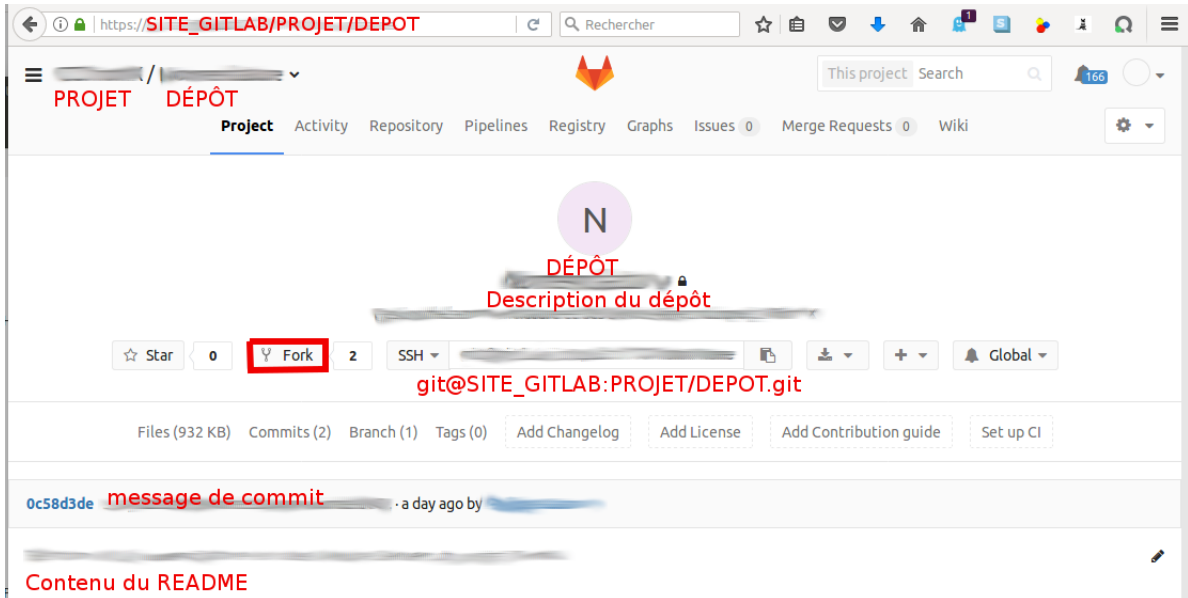 https://SITE_GITLAB/PROJET/DEPOT Rechercher 1 S
/
This project Search 166
PROJET DÉPÔT
Project Activity Repository Pipelines Registry Graphs Issues 0 Merge Requests 0 Wiki
N
DÉPÔT
Description du dépôt
Star 0 Fork 2 SSH Global
git@SITE_GITLAB:PROJET/DEPOT.git
Files (932 KB) Commits (2) Branch (1) Tags (0) Add Changelog Add License Add Contribution guide Set up CI
0c58d3de message de commit · a day ago by
Contenu du README